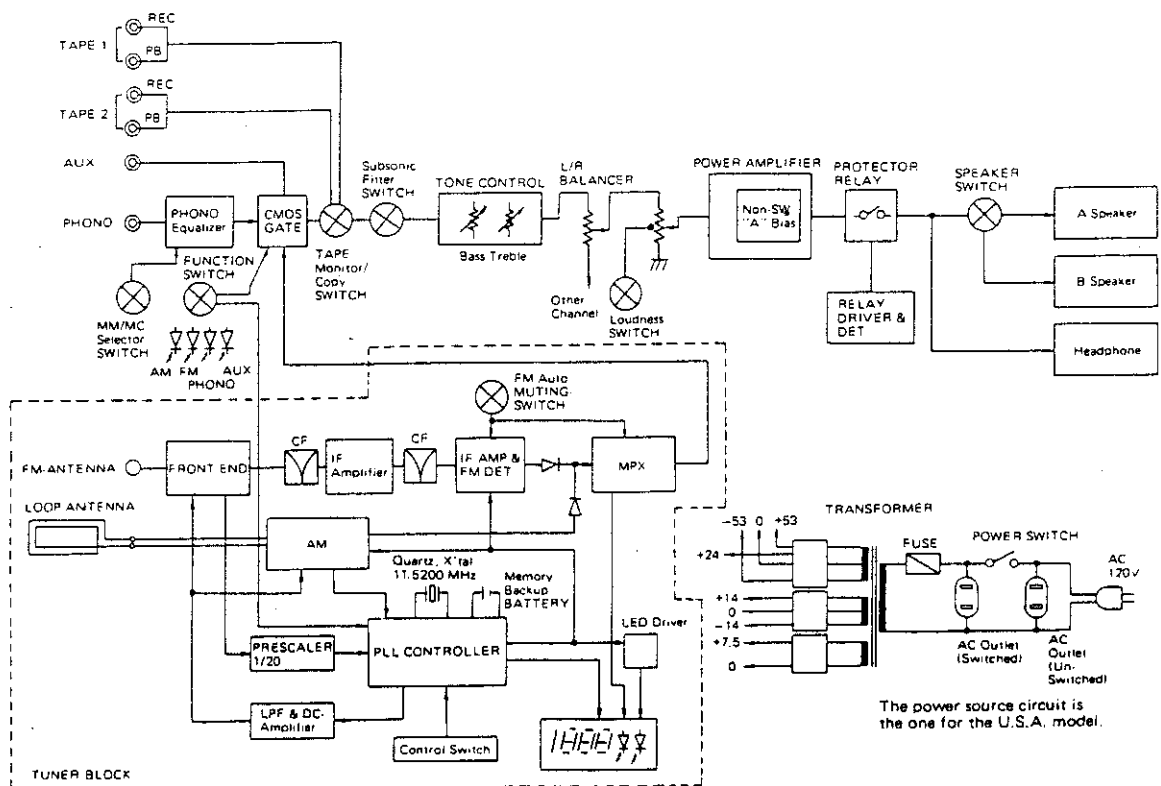 REC
TAPE 1
PB
REC
TAPE 2
PB
AUX
PHONO
PHONO
Equalizer
CMOS
GATE
FUNCTION
SWITCH
MM/MC
Selector
SWITCH
AM FM AUX
PHONO
TAPE
Monitor/
Copy
SWITCH
Subsonic
Filter
SWITCH
TONE CONTROL
Bass Treble
L/R
BALANCER
Other
Channel
Loudness
SWITCH
POWER AMPLIFIER
Non-SW
"A" Bias
PROTECTOR
RELAY
RELAY
DRIVER &
DET
SPEAKER
SWITCH
A Speaker
B Speaker
Headphone
FM Auto
MUTING
SWITCH
FM-ANTENNA
FRONT END
CF
IF
Amplifier
CF
IF AMP &
FM DET
MPX
LOOP ANTENNA
AM
Quartz, X'tal
11.5200 MHz
Memory
Backup
BATTERY
PRESCALER
1/20
PLL CONTROLLER
LED Driver
LPF & DC-
Amplifier
Control Switch
1888
TUNER BLOCK
TRANSFORMER
-53 0 +53
+24
+14
0
-14
+7.5
0
FUSE
POWER SWITCH
AC
120V
AC Outlet
(Switched)
AC
Outlet
(Un-
Switched)
The power source circuit is
the one for the U.S.A. model.